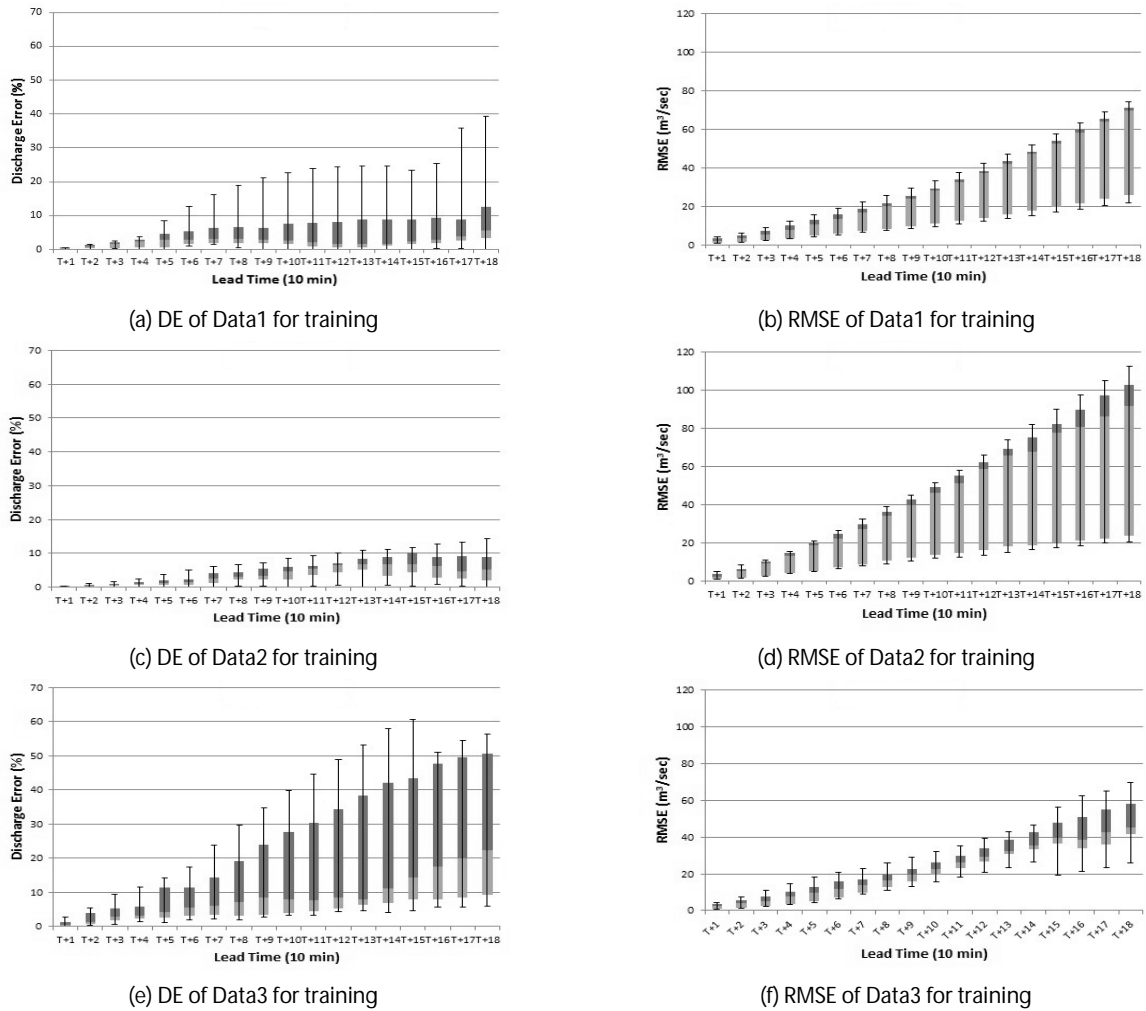 70
60
50
40
30
20
10
0
Discharge Error (%)
T+1 T+2 T+3 T+4 T+5 T+6 T+7 T+8 T+9 T+10 T+11 T+12 T+13 T+14 T+15 T+16 T+17 T+18
Lead Time (10 min)
(a) DE of Data1 for training
120
100
80
60
40
20
0
RMSE (m³/sec)
T+1 T+2 T+3 T+4 T+5 T+6 T+7 T+8 T+9 T+10 T+11 T+12 T+13 T+14 T+15 T+16 T+17 T+18
Lead Time (10 min)
(b) RMSE of Data1 for training
70
60
50
40
30
20
10
0
Discharge Error (%)
T+1 T+2 T+3 T+4 T+5 T+6 T+7 T+8 T+9 T+10 T+11 T+12 T+13 T+14 T+15 T+16 T+17 T+18
Lead Time (10 min)
(c) DE of Data2 for training
120
100
80
60
40
20
0
RMSE (m³/sec)
T+1 T+2 T+3 T+4 T+5 T+6 T+7 T+8 T+9 T+10 T+11 T+12 T+13 T+14 T+15 T+16 T+17 T+18
Lead Time (10 min)
(d) RMSE of Data2 for training
70
60
50
40
30
20
10
0
Discharge Error (%)
T+1 T+2 T+3 T+4 T+5 T+6 T+7 T+8 T+9 T+10 T+11 T+12 T+13 T+14 T+15 T+16 T+17 T+18
Lead Time (10 min)
(e) DE of Data3 for training
120
100
80
60
40
20
0
RMSE (m³/sec)
T+1 T+2 T+3 T+4 T+5 T+6 T+7 T+8 T+9 T+10 T+11 T+12 T+13 T+14 T+15 T+16 T+17 T+18
Lead Time (10 min)
(f) RMSE of Data3 for training